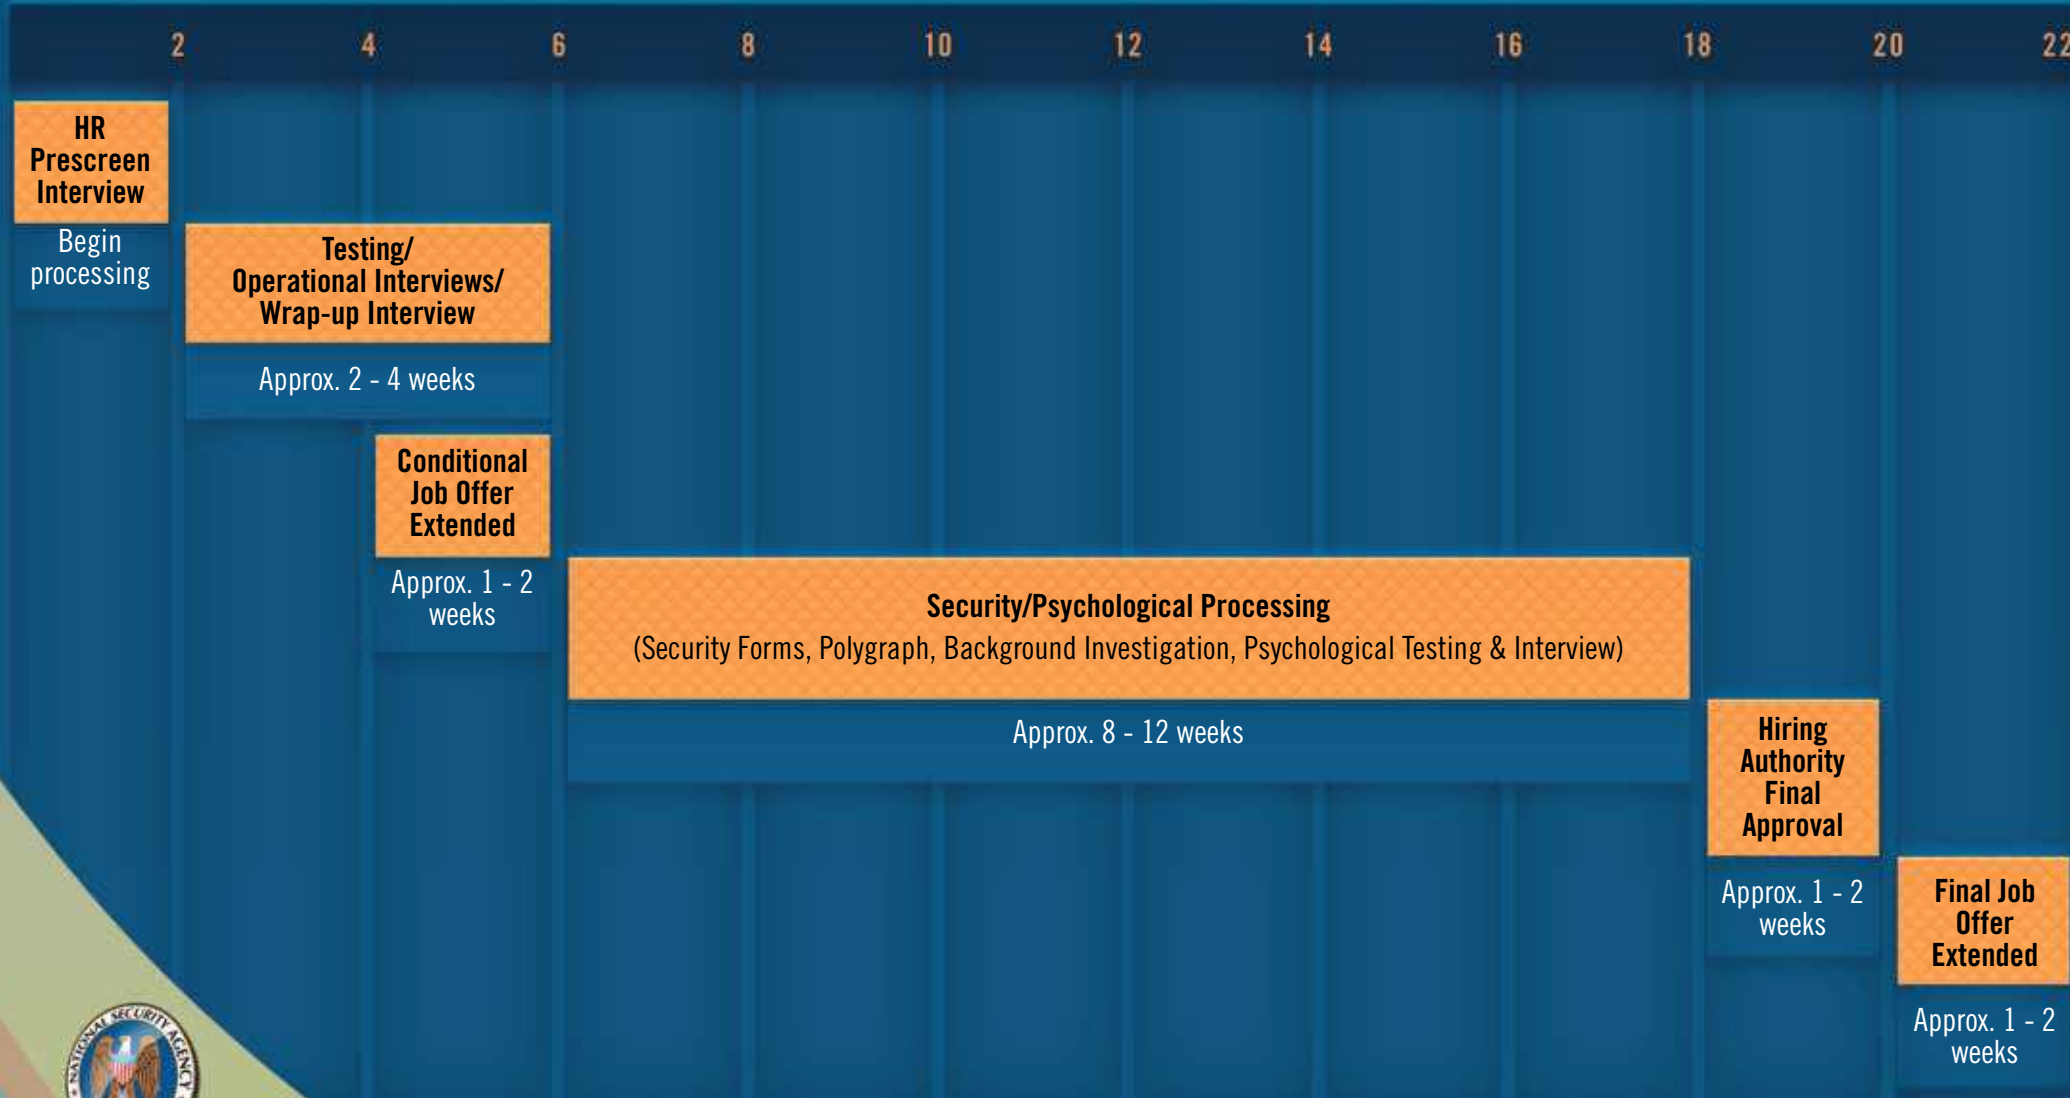 2 4 6 8 10 12 14 16 18 20 22
HR
Prescreen
Interview
Begin
processing
Testing/
Operational Interviews/
Wrap-up Interview
Approx. 2 - 4 weeks
Conditional
Job Offer
Extended
Approx. 1 - 2
weeks
Security/Psychological Processing
(Security Forms, Polygraph, Background Investigation, Psychological Testing & Interview)
Approx. 8 - 12 weeks
Hiring
Authority
Final
Approval
Approx. 1 - 2
weeks
Final Job
Offer
Extended
Approx. 1 - 2
weeks
NATIONAL SECURITY AGENCY